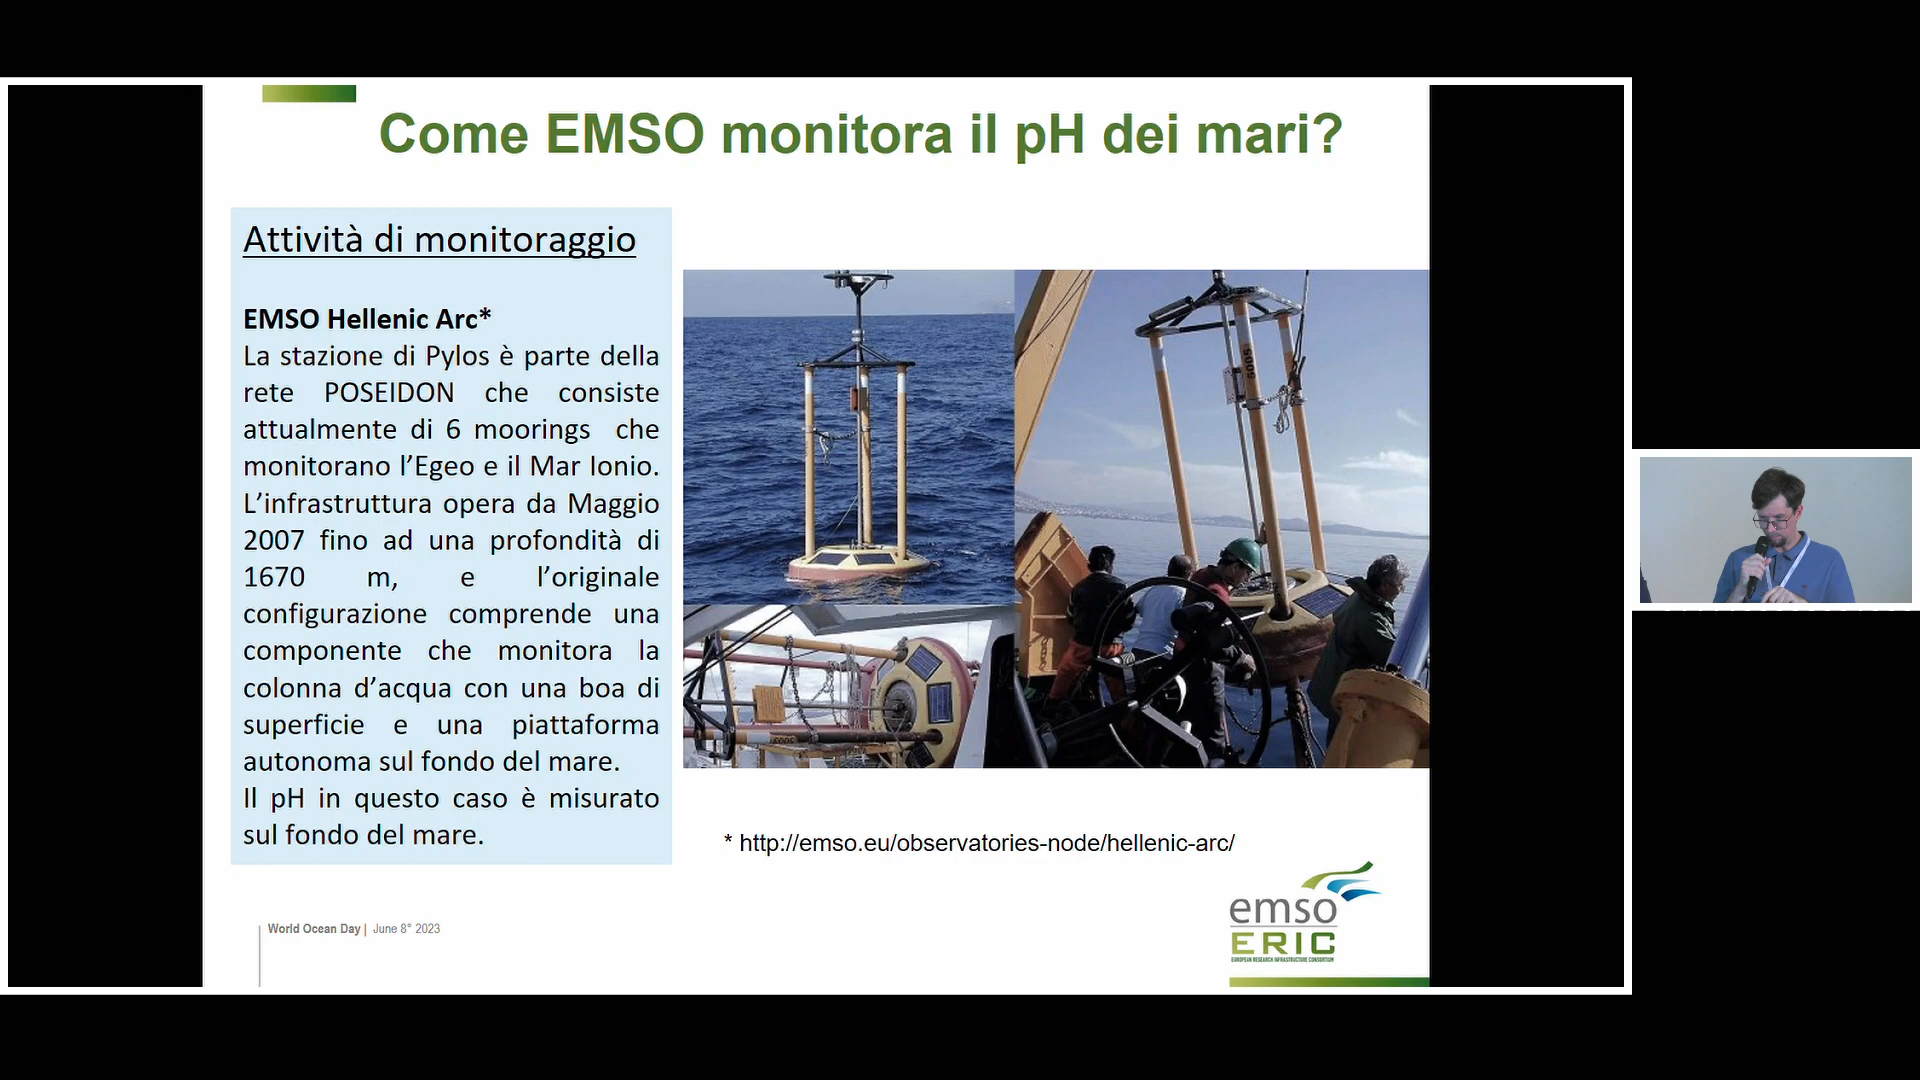 Come EMSO monitora il pH dei mari?
Attività di monitoraggio
EMSO Hellenic Arc*
La stazione di Pylos è parte della
rete POSEIDON che consiste
attualmente di 6 moorings che
monitorano l’Egeo e il Mar Ionio.
L’infrastruttura opera da Maggio
2007 fino ad una profondità di
1670 m, e l’originale
configurazione comprende una
componente che monitora la
colonna d’acqua con una boa di
superficie e una piattaforma
autonoma sul fondo del mare.
Il pH in questo caso è misurato
sul fondo del mare.
5005
5005
* http://emso.eu/observatories-node/hellenic-arc/
World Ocean Day | June 8° 2023
emso
ERIC
EUROPEAN RESEARCH INFRASTRUCTURE CONSORTIUM